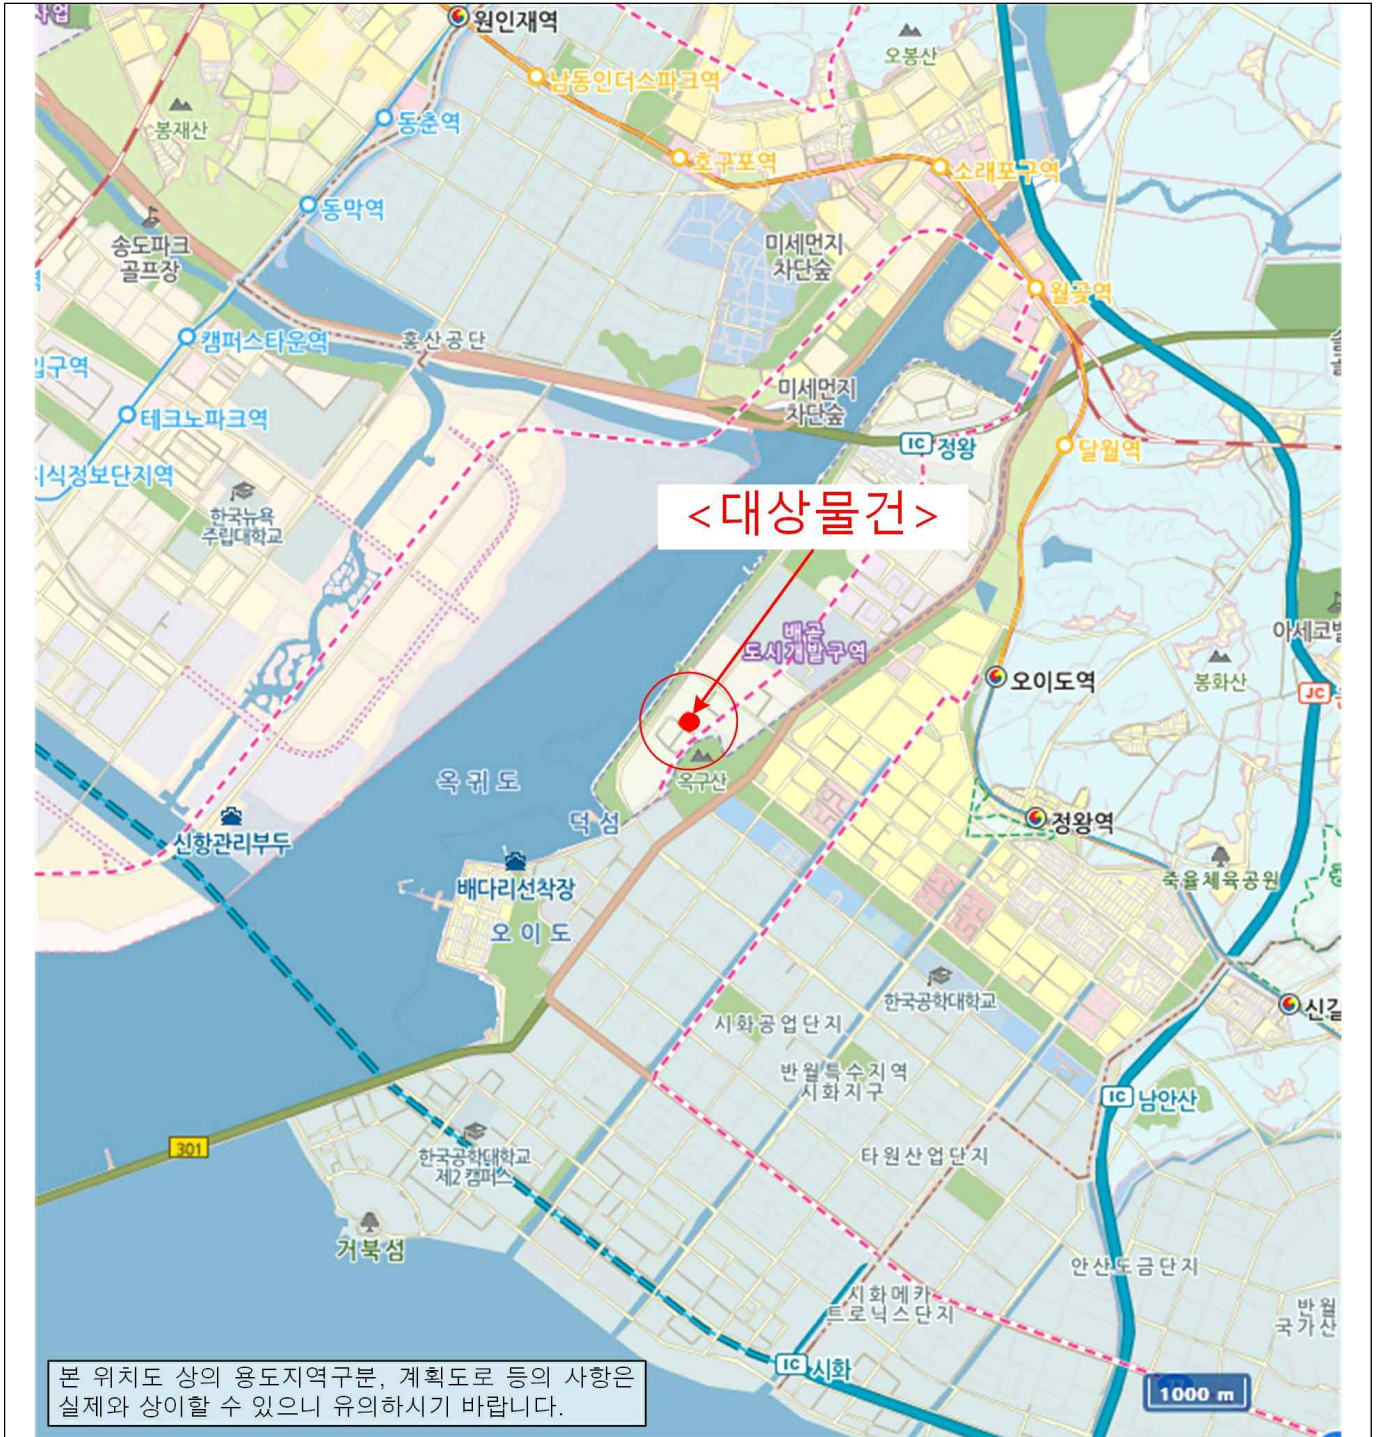 사업
원인재역
오봉산
남동인더스파크역
봉재산
동춘역
호구포역
소래포구역
동막역
송도파크
골프장
미세먼지
차단숲
월곶역
캠퍼스타운역
홍산공단
입구역
미세먼지
차단숲
테크노파크역
IC 정왕
달월역
지식정보단지역
한국뉴욕
주립대학교
<대상물건>
배곧
도시개발구역
아세코밸
오이도역
봉화산
JC
옥구산
옥귀도
덕섬
정왕역
신항관리부두
배다리선착장
죽율체육공원
오이도
한국공학대학교
신길
시화공업단지
반월특수지역
시화지구
IC 남안산
301
한국공학대학교
제2캠퍼스
타원산업단지
거북섬
안산도금단지
시화메카
트로닉스단지
반월
국가산
IC 시화
본 위치도 상의 용도지역구분, 계획도로 등의 사항은
실제와 상이할 수 있으니 유의하시기 바랍니다.
1000 m